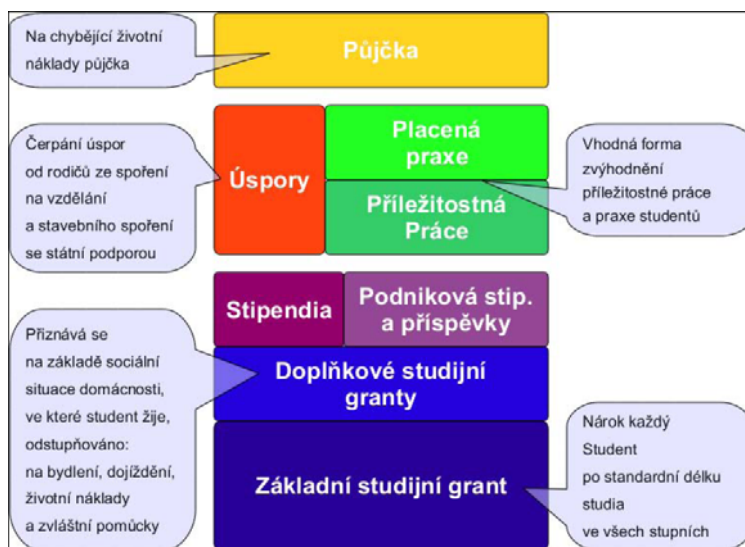 Na chybějící životní
náklady půjčka
Půjčka
Čerpání úspor
od rodičů ze spoření
na vzdělání
a stavebního spoření
se státní podporou
Úspory
Placená
praxe
Příležitostná
Práce
Vhodná forma
zvýhodnění
příležitostné práce
a praxe studentů
Stipendia
Podniková stip.
a příspěvky
Přiznává se
na základě sociální
situace domácnosti,
ve které student žije,
odstupňováno:
na bydlení, dojíždění,
životní náklady
a zvláštní pomůcky
Doplňkové studijní
granty
Základní studijní grant
Nárok každý
Student
po standardní délku
studia
ve všech stupních